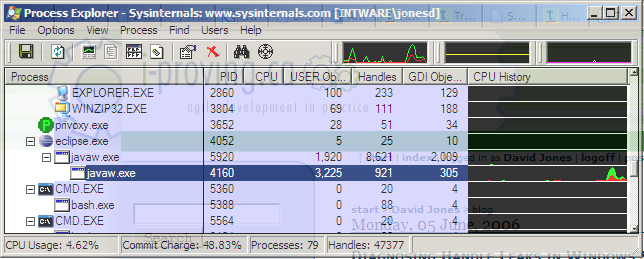 Process Explorer - Sysinternals: www.sysinternals.com [INTWARE\jonesd]
File Options View Process Find Users Help
Process PID CPU USER Ob... Handles GDI Obje... CPU History
EXPLORER.EXE 2860 100 233 129
WINZIP32.EXE 3804 69 111 188
privoxy.exe 3652 28 51 34
eclipse.exe 4052 5 25 10
javaw.exe 5920 1,920 8,621 2,009
javaw.exe 4160 3,225 921 305
CMD.EXE 5360 0 20 4
bash.exe 5388 0 88 4
CMD.EXE 5564 0 20 4
CPU Usage: 4.62% Commit Charge: 48.83% Processes: 79 Handles: 47377
i-proving.ca
agile development in practice
index
ed in as David Jones | logoff | pos
start > David Jones > blog
Monday, 05 June, 2006
Search
Diagnosing Handle Leaks in Windows